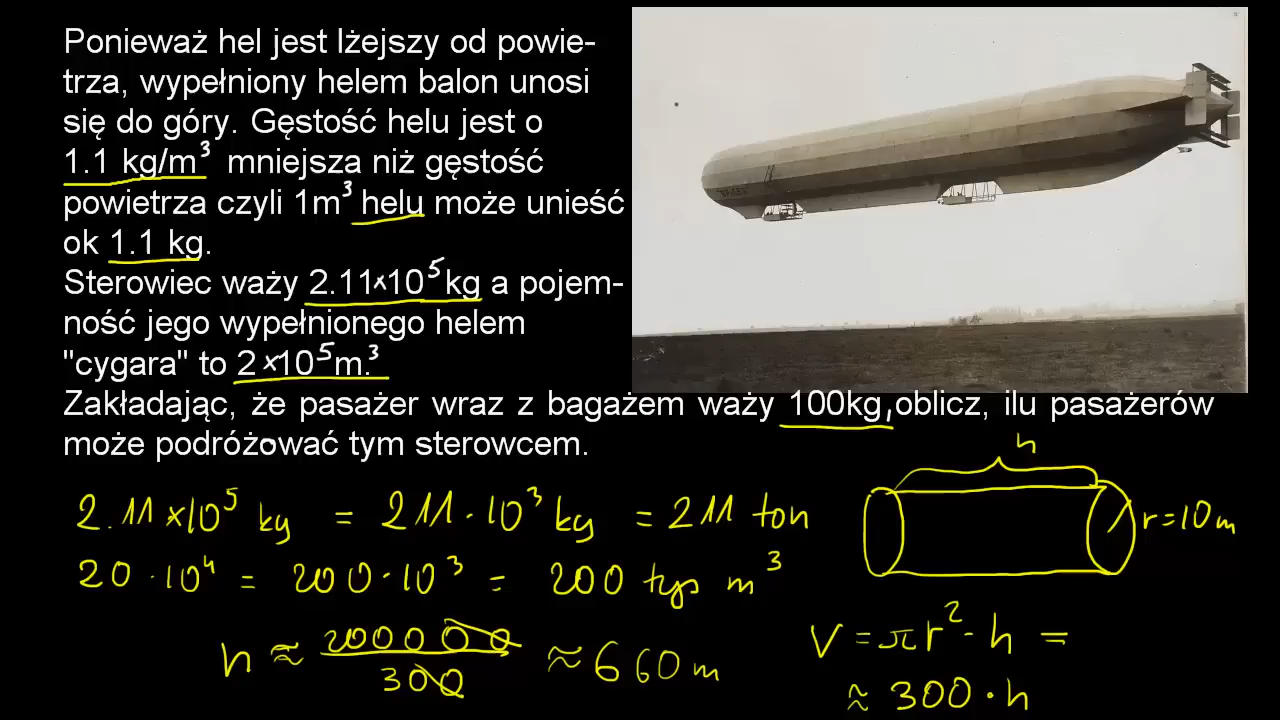 Ponieważ hel jest lżejszy od powie-
trza, wypełniony helem balon unosi
się do góry. Gęstość helu jest o
1.1 kg/m³ mniejsza niż gęstość
powietrza czyli 1m³ helu może unieść
ok 1.1 kg.
Sterowiec waży 2.11×10⁵kg a pojem-
ność jego wypełnionego helem
"cygara" to 2×10⁵m.³
Zakładając, że pasażer wraz z bagażem waży 100kg, oblicz, ilu pasażerów
może podróżować tym sterowcem.
h
2.11×10⁵ kg = 211·10³ kg = 211 ton
r=10m
20·10⁴ = 200·10³ = 200 tys m³
h ≈ 200000/300 ≈ 660m
V = πr²·h =
≈ 300·h